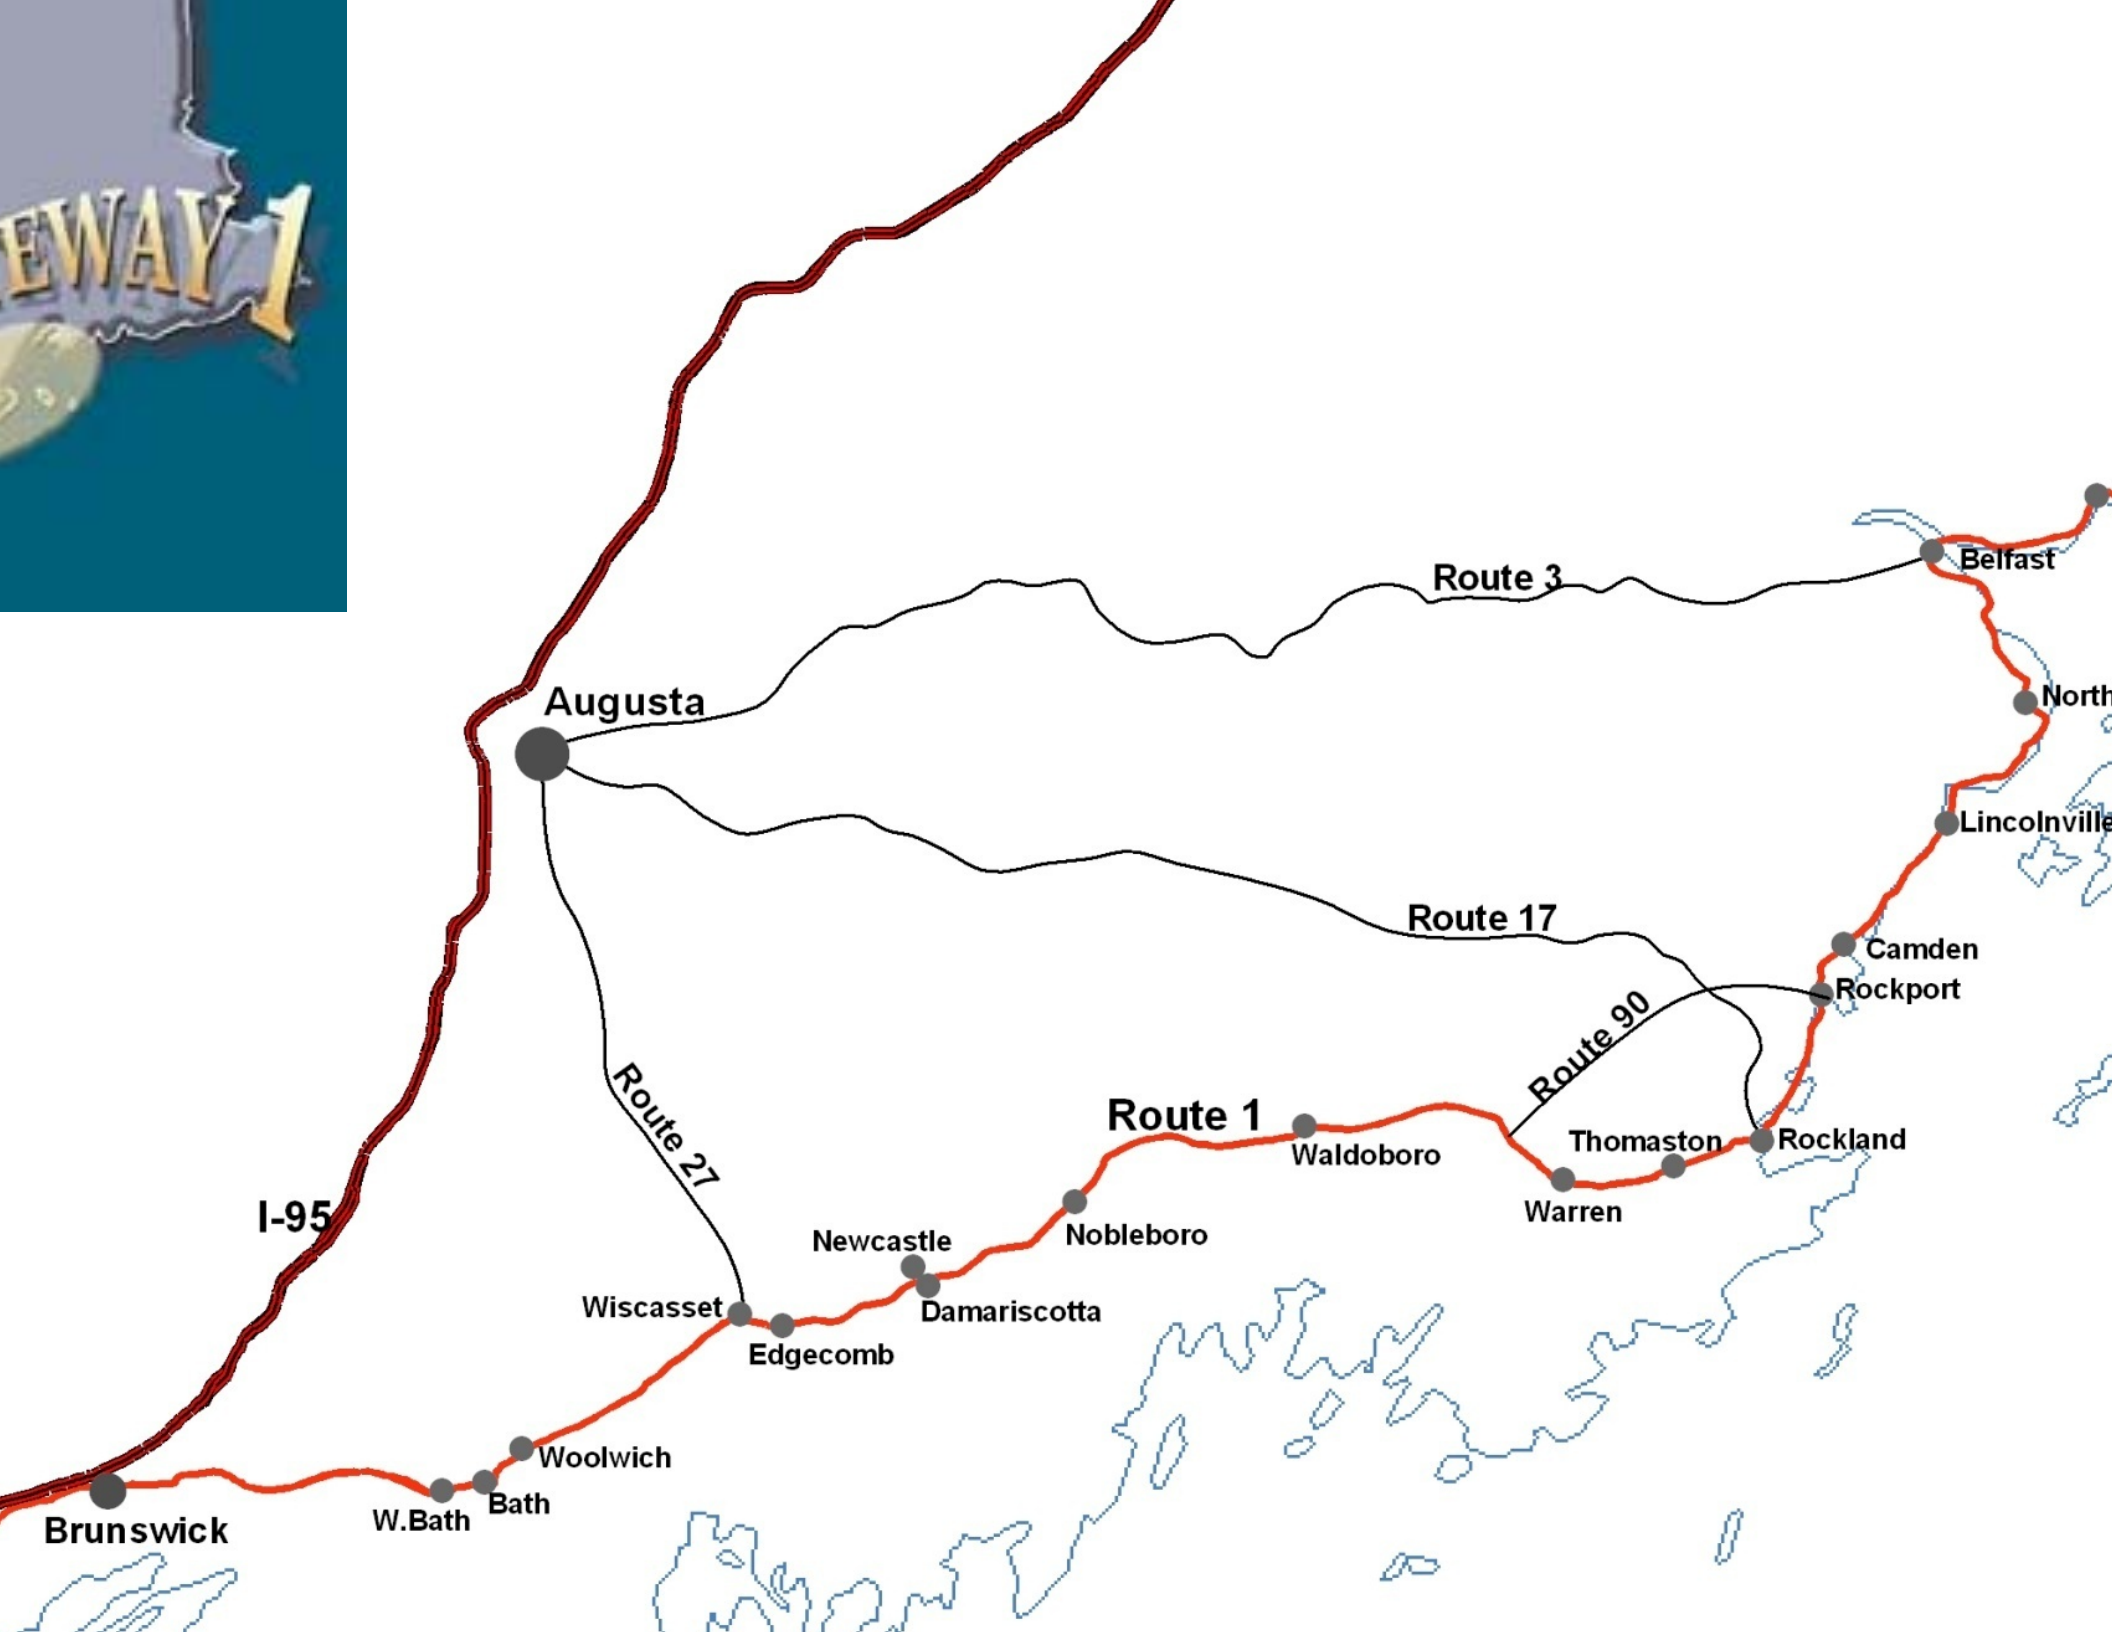 EWAY 1
Route 3
Belfast
Augusta
North
Lincolnville
Route 17
Camden
Rockport
Route 90
Route 27
Route 1
Waldoboro
Thomaston
Rockland
Warren
I-95
Newcastle
Nobleboro
Wiscasset
Damariscotta
Edgecomb
Woolwich
Bath
W.Bath
Brunswick